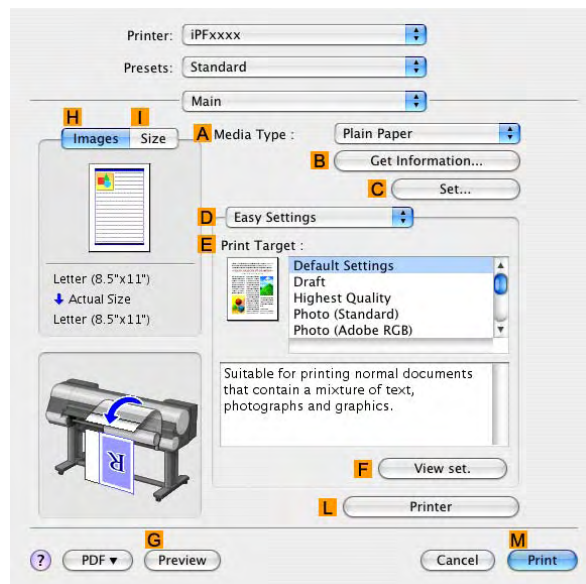 Printer: iPFxxxx
Presets: Standard
Main
H I
Images Size
A Media Type : Plain Paper
B Get Information...
C Set...
D Easy Settings
E Print Target :
Default Settings
Draft
Highest Quality
Photo (Standard)
Photo (Adobe RGB)
Letter (8.5"x11")
Actual Size
Letter (8.5"x11")
Suitable for printing normal documents
that contain a mixture of text,
photographs and graphics.
R
F View set.
L Printer
G M
? PDF▼ Preview Cancel Print